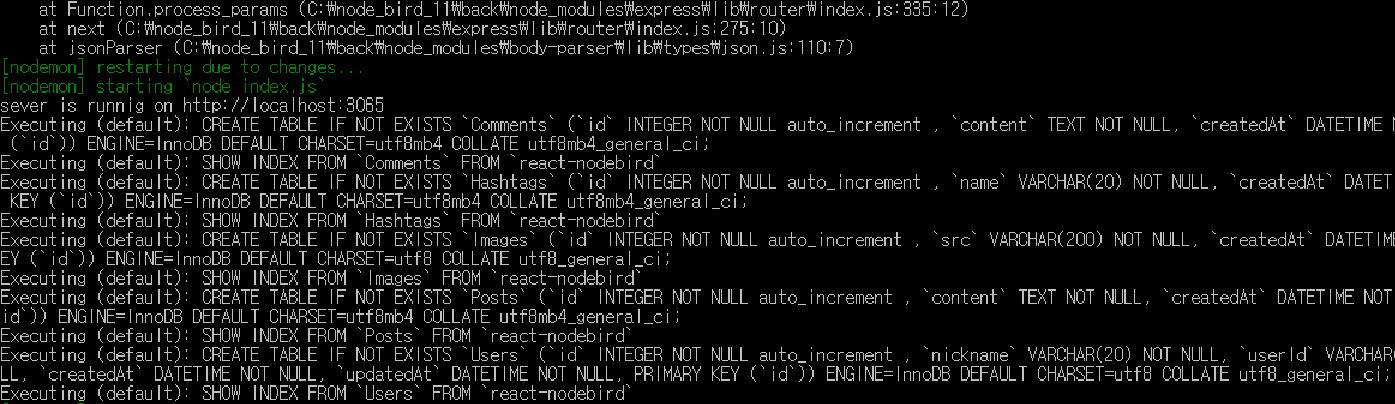 at Function.process_params (C:₩node_bird_11₩back₩node_modules₩express₩lib₩router₩index.js:335:12)
at next (C:₩node_bird_11₩back₩node_modules₩express₩lib₩router₩index.js:275:10)
at jsonParser (C:₩node_bird_11₩back₩node_modules₩body-parser₩lib₩types₩json.js:110:7)
[nodemon] restarting due to changes...
[nodemon] starting `node index.js`
sever is runnig on http://localhost:3065
Executing (default): CREATE TABLE IF NOT EXISTS `Comments` (`id` INTEGER NOT NULL auto_increment , `content` TEXT NOT NULL, `createdAt` DATETIME N
(`id`)) ENGINE=InnoDB DEFAULT CHARSET=utf8mb4 COLLATE utf8mb4_general_ci;
Executing (default): SHOW INDEX FROM `Comments` FROM `react-nodebird`
Executing (default): CREATE TABLE IF NOT EXISTS `Hashtags` (`id` INTEGER NOT NULL auto_increment , `name` VARCHAR(20) NOT NULL, `createdAt` DATET
KEY (`id`)) ENGINE=InnoDB DEFAULT CHARSET=utf8mb4 COLLATE utf8mb4_general_ci;
Executing (default): SHOW INDEX FROM `Hashtags` FROM `react-nodebird`
Executing (default): CREATE TABLE IF NOT EXISTS `Images` (`id` INTEGER NOT NULL auto_increment , `src` VARCHAR(200) NOT NULL, `createdAt` DATETIME
EY (`id`)) ENGINE=InnoDB DEFAULT CHARSET=utf8 COLLATE utf8_general_ci;
Executing (default): SHOW INDEX FROM `Images` FROM `react-nodebird`
Executing (default): CREATE TABLE IF NOT EXISTS `Posts` (`id` INTEGER NOT NULL auto_increment , `content` TEXT NOT NULL, `createdAt` DATETIME NOT
id`)) ENGINE=InnoDB DEFAULT CHARSET=utf8mb4 COLLATE utf8mb4_general_ci;
Executing (default): SHOW INDEX FROM `Posts` FROM `react-nodebird`
Executing (default): CREATE TABLE IF NOT EXISTS `Users` (`id` INTEGER NOT NULL auto_increment , `nickname` VARCHAR(20) NOT NULL, `userId` VARCHAR
LL, `createdAt` DATETIME NOT NULL, `updatedAt` DATETIME NOT NULL, PRIMARY KEY (`id`)) ENGINE=InnoDB DEFAULT CHARSET=utf8 COLLATE utf8_general_ci;
Executing (default): SHOW INDEX FROM `Users` FROM `react-nodebird`